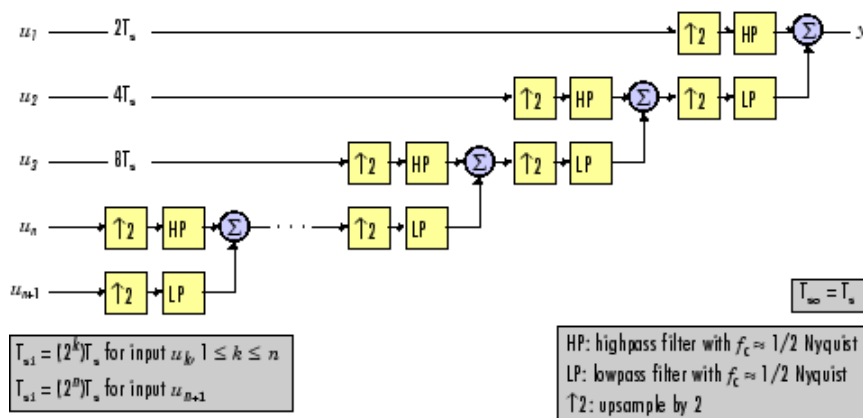 u₁ 2Tₛ ↑2 HP Σ y
u₂ 4Tₛ ↑2 HP Σ ↑2 LP
u₃ 8Tₛ ↑2 HP Σ ↑2 LP
uₙ ↑2 HP Σ · · · ↑2 LP
uₙ₊₁ ↑2 LP
Tₛₒ = Tₛ
Tₛᵢ = (2ᵏ)Tₛ for input uₖ, 1 ≤ k ≤ n
Tₛᵢ = (2ⁿ)Tₛ for input uₙ₊₁
HP: highpass filter with f_c ≈ 1/2 Nyquist
LP: lowpass filter with f_c ≈ 1/2 Nyquist
↑2: upsample by 2